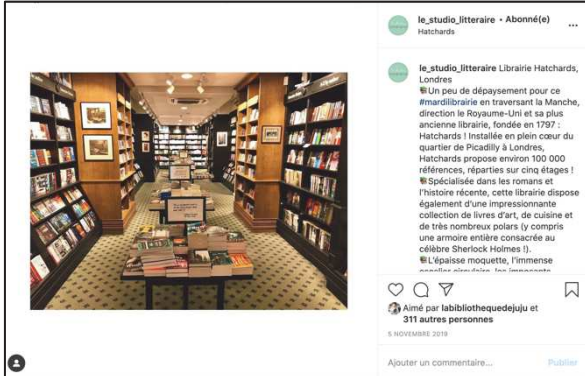 le_studio_litteraire • Abonné(e)
Hatchards
le_studio_litteraire Librairie Hatchards,
Londres
Un peu de dépaysement pour ce
#mardilibrairie en traversant la Manche,
direction le Royaume-Uni et sa plus
ancienne librairie, fondée en 1797 :
Hatchards ! Installée en plein cœur du
quartier de Picadilly à Londres,
Hatchards propose environ 100 000
références, réparties sur cinq étages !
Spécialisée dans les romans et
l'histoire récente, cette librairie dispose
également d'une impressionnante
collection de livres d'art, de cuisine et
de très nombreux polars (y compris
une armoire entière consacrée au
célèbre Sherlock Holmes !).
L'épaisse moquette, l'immense
escalier circulaire, les imposants
Aimé par labibliothequedejuju et
311 autres personnes
5 NOVEMBRE 2019
Ajouter un commentaire... Publier